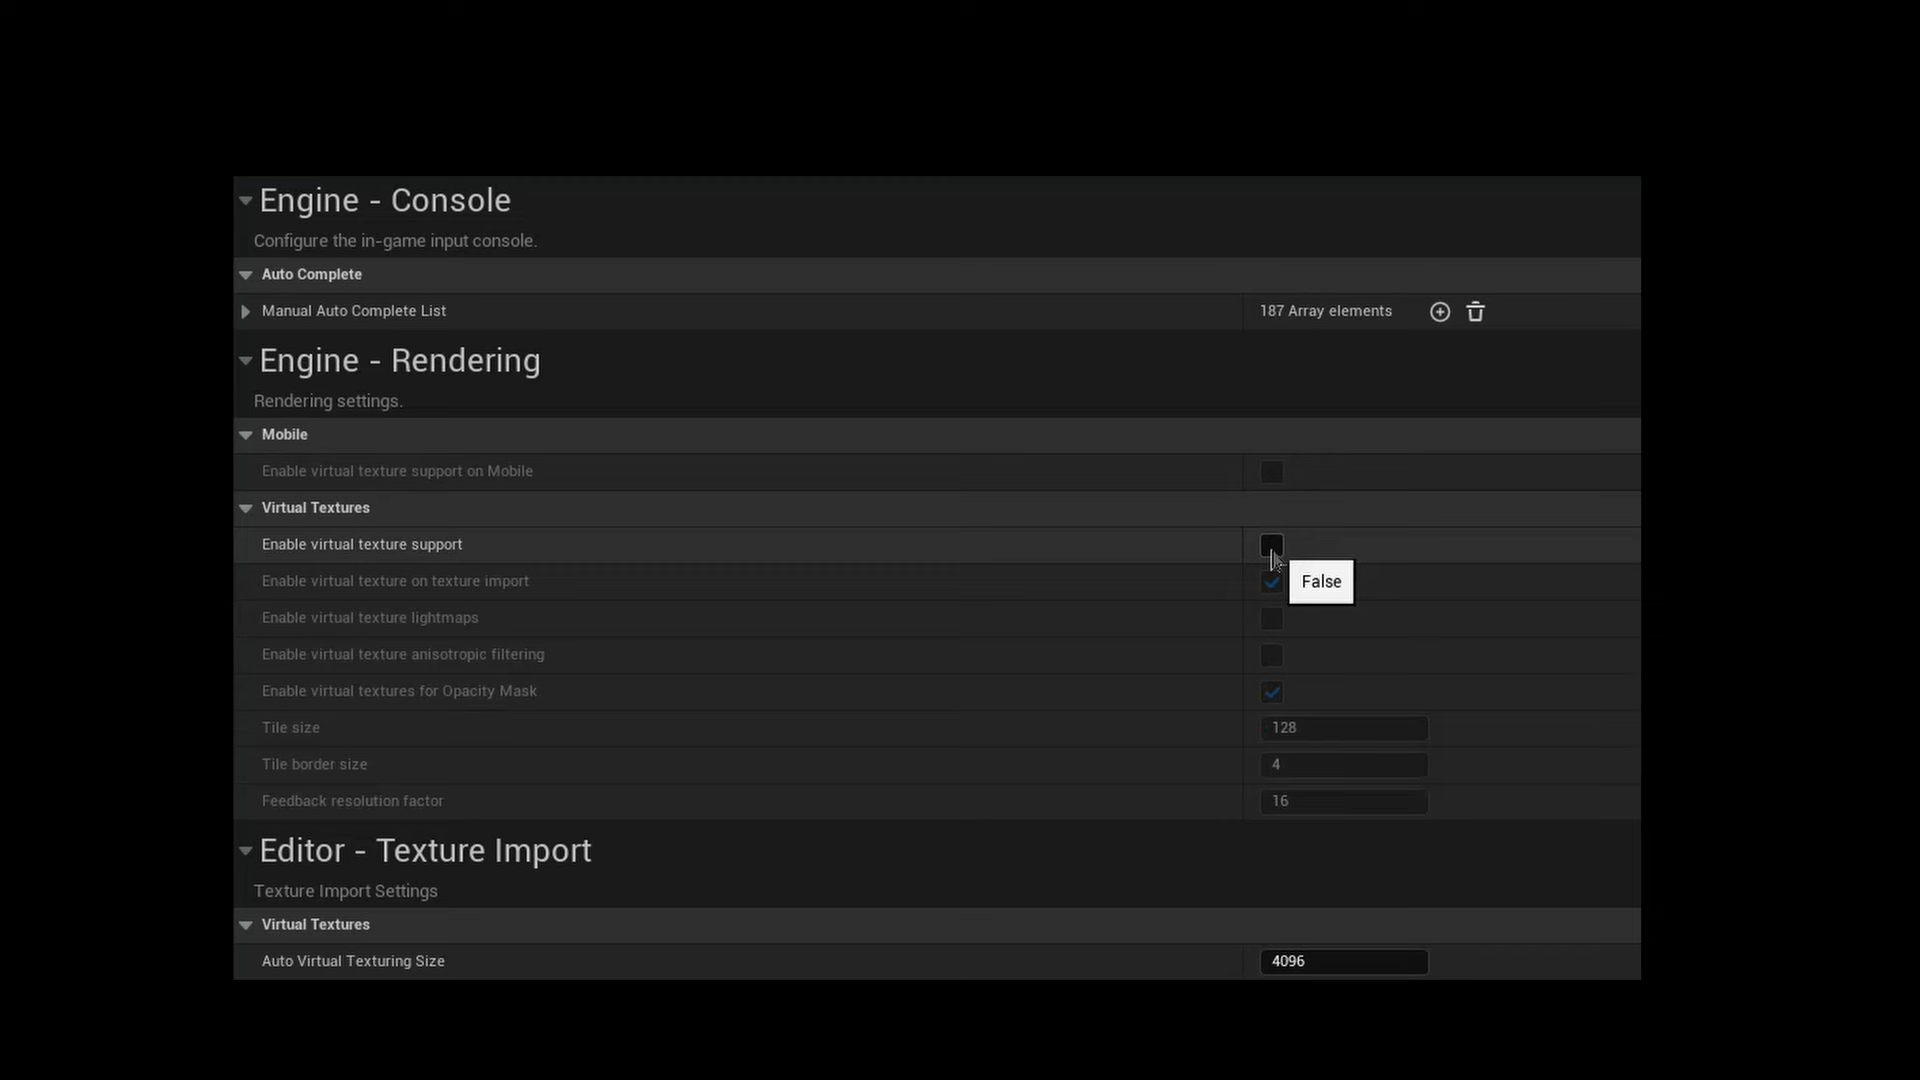 Engine - Console
Configure the in-game input console.
Auto Complete
Manual Auto Complete List 187 Array elements
Engine - Rendering
Rendering settings.
Mobile
Enable virtual texture support on Mobile
Virtual Textures
Enable virtual texture support
Enable virtual texture on texture import False
Enable virtual texture lightmaps
Enable virtual texture anisotropic filtering
Enable virtual textures for Opacity Mask
Tile size 128
Tile border size 4
Feedback resolution factor 16
Editor - Texture Import
Texture Import Settings
Virtual Textures
Auto Virtual Texturing Size 4096